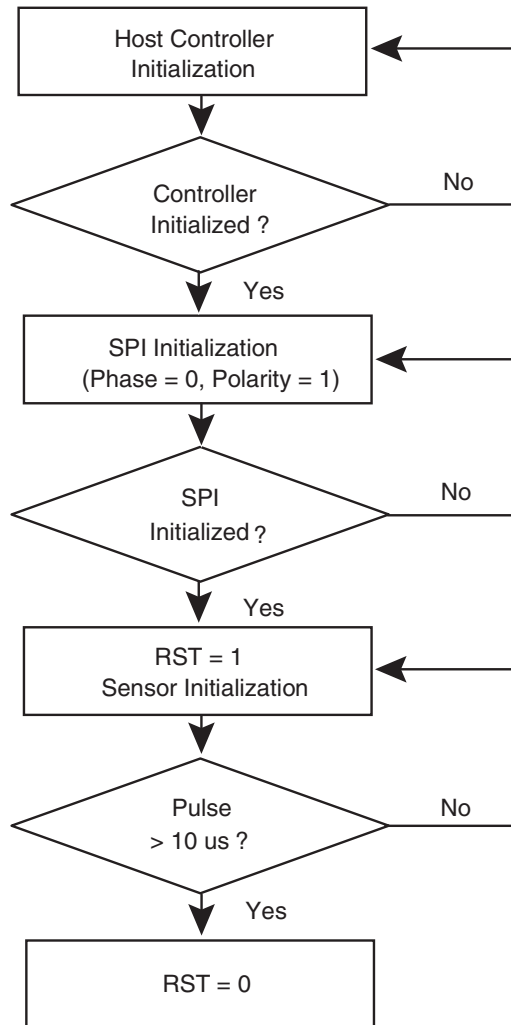 Host Controller
Initialization
Controller
Initialized ?
No
Yes
SPI Initialization
(Phase = 0, Polarity = 1)
SPI
Initialized ?
No
Yes
RST = 1
Sensor Initialization
Pulse
> 10 us ?
No
Yes
RST = 0